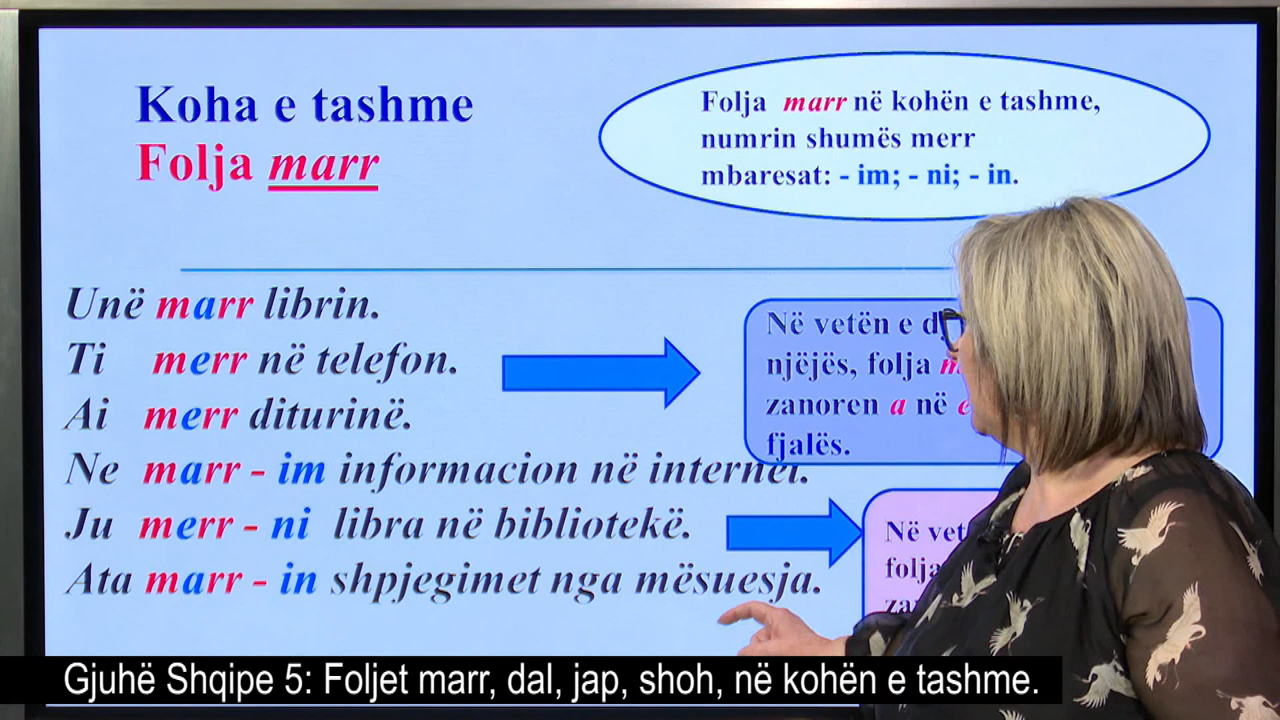 Koha e tashme
Folja marr
Folja marr në kohën e tashme,
numrin shumës merr
mbaresat: - im; - ni; - in.
Unë marr librin.
Ti merr në telefon.
Ai merr diturinë.
Ne marr - im informacion në internet.
Ju merr - ni libra në bibliotekë.
Ata marr - in shpjegimet nga mësuesja.
Në vetën e
njëjës, folja
zanoren a në
fjalës.
Në
Gjuhë Shqipe 5: Foljet marr, dal, jap, shoh, në kohën e tashme.